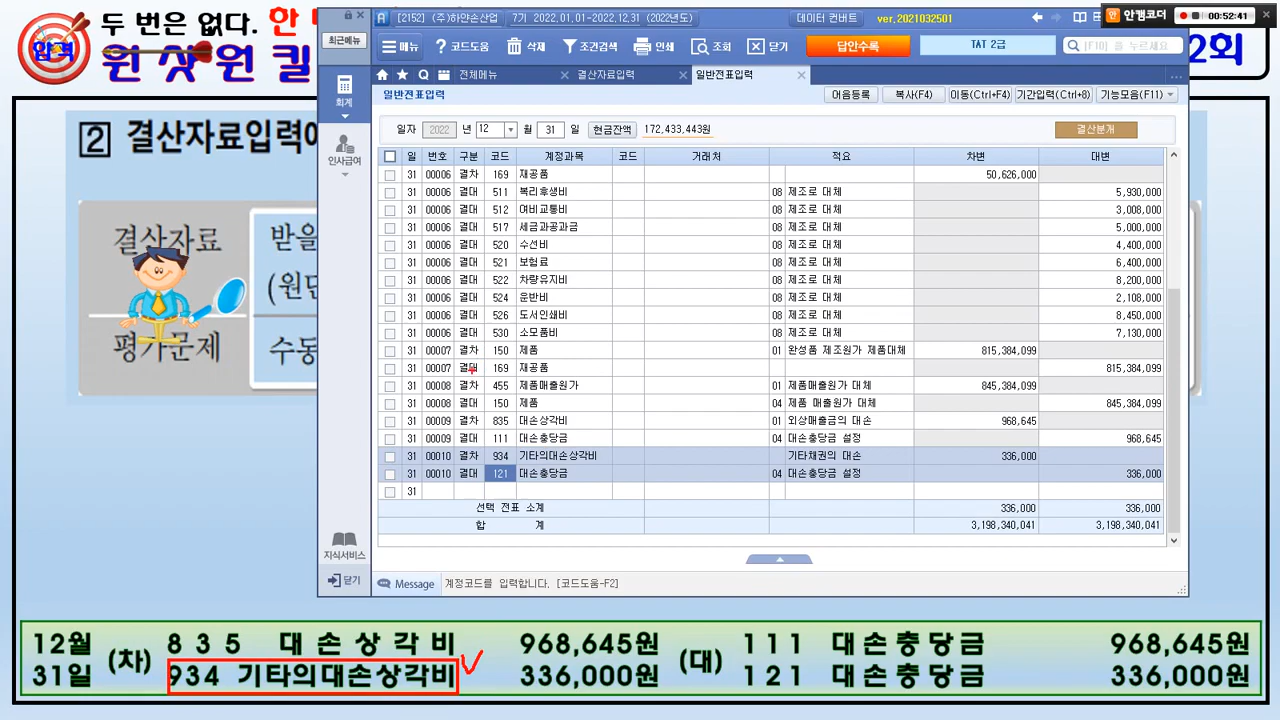 두 번은 없다. 한
원 샷 원 킬
암꺽
2회
2 결산자료입력
결산자료
평가문제
받을
(원단
수동
안캠코더 00:52:41
[2152] (주)하얀손산업 7기 2022.01.01~2022.12.31 (2022년도) 데이터 컨버트 ver.2021032501
최근메뉴
메뉴 ? 코드도움 삭제 조건검색 인쇄 조회 닫기 답안수록 TAT 2급 [F10] 을 누르세요
전체메뉴 결산자료입력 일반전표입력
일반전표입력 어음등록 복사(F4) 이동(Ctrl+F4) 기간입력(Ctrl+8) 기능모음(F11)
회계
인사급여
지식서비스
닫기
일자 2022 년 12 월 31 일 현금잔액 172,433,443원 결산분개
일 번호 구분 코드 계정과목 코드 거래처 적요 차변 대변
31 00006 결차 169 재공품 50,626,000
31 00006 결대 511 복리후생비 08 제조로 대체 5,930,000
31 00006 결대 512 여비교통비 08 제조로 대체 3,008,000
31 00006 결대 517 세금과공과금 08 제조로 대체 5,000,000
31 00006 결대 520 수선비 08 제조로 대체 4,400,000
31 00006 결대 521 보험료 08 제조로 대체 6,400,000
31 00006 결대 522 차량유지비 08 제조로 대체 8,200,000
31 00006 결대 524 운반비 08 제조로 대체 2,108,000
31 00006 결대 526 도서인쇄비 08 제조로 대체 8,450,000
31 00006 결대 530 소모품비 08 제조로 대체 7,130,000
31 00007 결차 150 제품 01 완성품 제조원가 제품대체 815,384,099
31 00007 결대 169 재공품 815,384,099
31 00008 결차 455 제품매출원가 01 제품매출원가 대체 845,384,099
31 00008 결대 150 제품 04 제품 매출원가 대체 845,384,099
31 00009 결차 835 대손상각비 01 외상매출금의 대손 968,645
31 00009 결대 111 대손충당금 04 대손충당금 설정 968,645
31 00010 결차 934 기타의대손상각비 기타채권의 대손 336,000
31 00010 결대 121 대손충당금 04 대손충당금 설정 336,000
31
선택 전표 소계 336,000 336,000
합 계 3,198,340,041 3,198,340,041
Message 계정코드를 입력합니다. [코드도움-F2]
12월 31일 (차) 835 대손상각비 968,645원 (대) 111 대손충당금 968,645원
934 기타의대손상각비 336,000원 121 대손충당금 336,000원